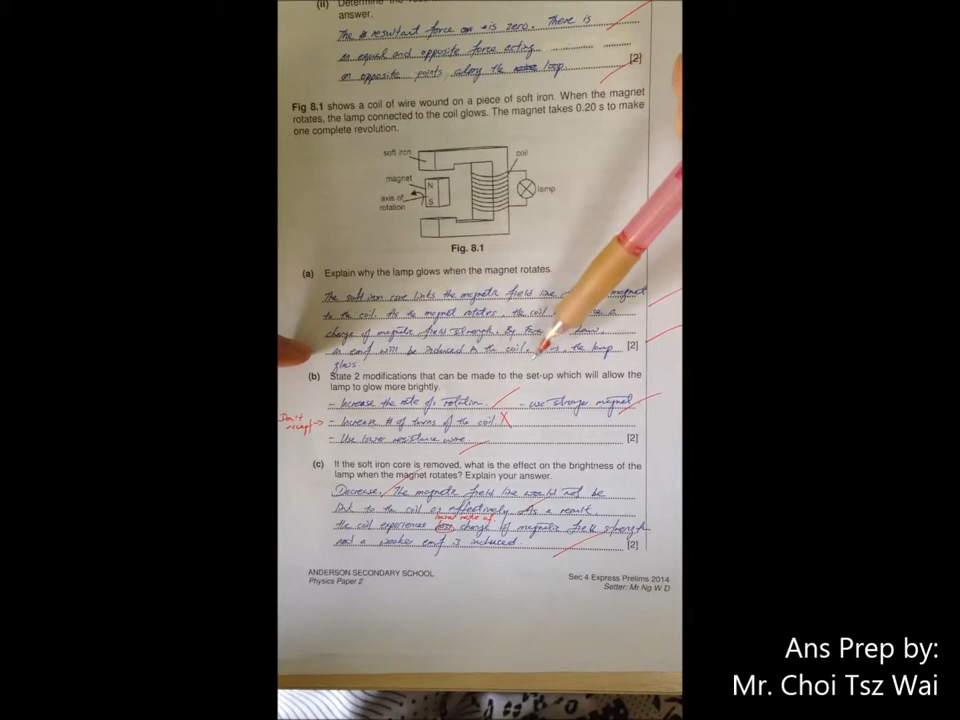 (ii) Determine the
answer.
The resultant force is zero. There is
an equal and opposite force acting
on opposite points along the loop
[2]
Fig 8.1 shows a coil of wire wound on a piece of soft iron. When the magnet
rotates, the lamp connected to the coil glows. The magnet takes 0.20 s to make
one complete revolution.
soft iron
coil
magnet
N
lamp
axis of
rotation
S
Fig. 8.1
(a) Explain why the lamp glows when the magnet rotates.
The soft iron core links the magnetic field line magnet
to the coil. As the magnet rotates, the coil a
change of magnetic field strength. By
an emf will be induced in the coil. the lamp [2]
glows.
(b) State 2 modifications that can be made to the set-up which will allow the
lamp to glow more brightly.
- Increase the rate of rotation. - use stronger magnet
Don't
accept → - Increase # of turns of the coil. X
- Use lower resistance wire. [2]
(c) If the soft iron core is removed, what is the effect on the brightness of the
lamp when the magnet rotates? Explain your answer.
Decrease. The magnetic field line would not be
link to the coil as effectively. As a result
lower rate of
the coil experiences less change of magnetic field strength
and a weaker emf is induced. [2]
ANDERSON SECONDARY SCHOOL
Physics Paper 2
Sec 4 Express Prelims 2014
Setter: Mr Ng W D
Ans Prep by:
Mr. Choi Tsz Wai